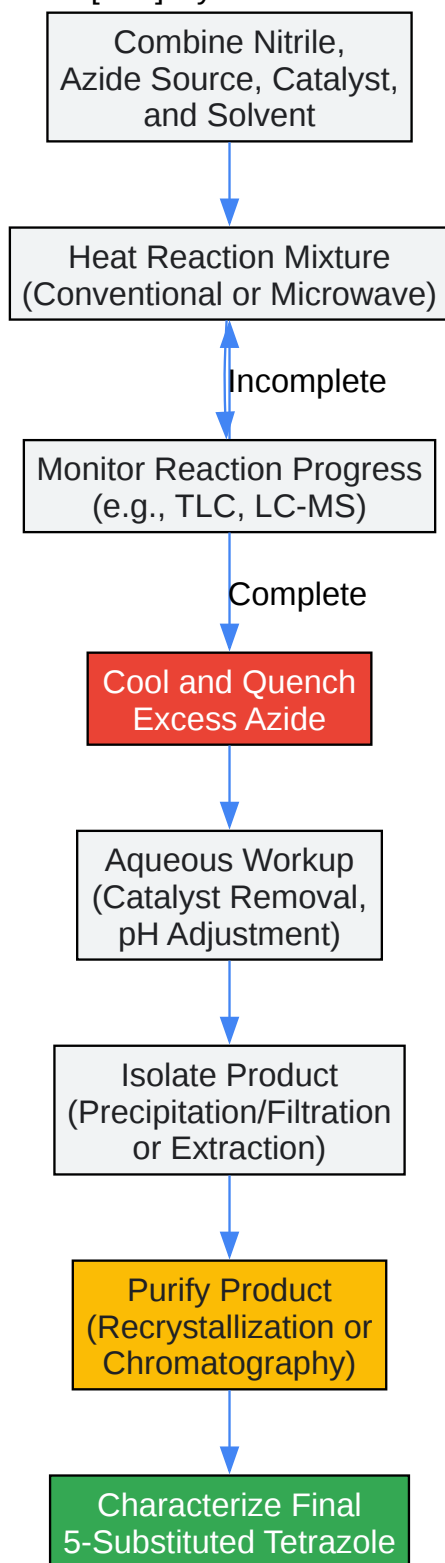 Combine Nitrile,
Azide Source, Catalyst,
and Solvent
Heat Reaction Mixture
(Conventional or Microwave)
Incomplete
Monitor Reaction Progress
(e.g., TLC, LC-MS)
Complete
Cool and Quench
Excess Azide
Aqueous Workup
(Catalyst Removal,
pH Adjustment)
Isolate Product
(Precipitation/Filtration
or Extraction)
Purify Product
(Recrystallization or
Chromatography)
Characterize Final
5-Substituted Tetrazole